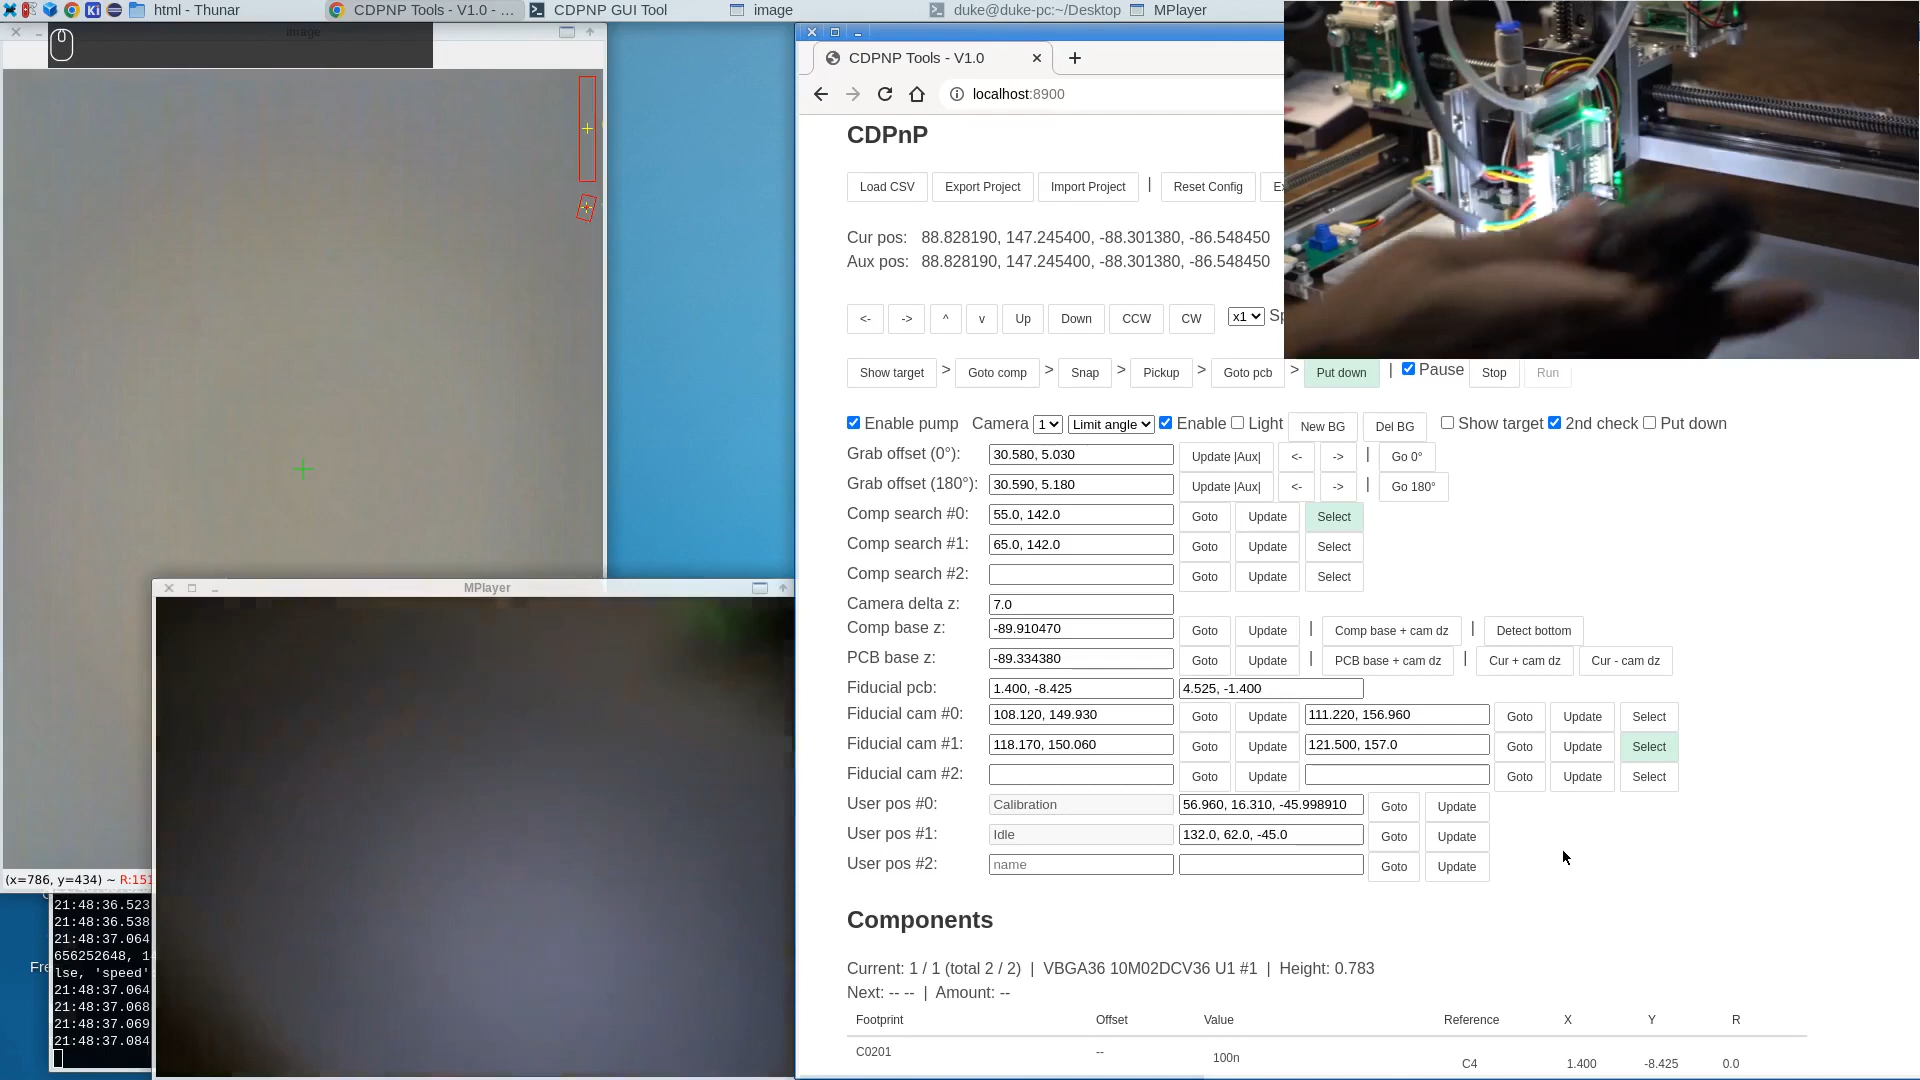 html - Thunar
CDPNP Tools - V1.0 - ...
CDPNP GUI Tool
image
duke@duke-pc:~/Desktop
MPlayer
image
(x=786, y=434) ~ R:151
21:48:36.523
21:48:36.538
21:48:37.064
656252648, 14
lse, 'speed'
21:48:37.064
21:48:37.068
21:48:37.069
21:48:37.084
Fre
MPlayer
CDPNP Tools - V1.0
localhost:8900
CDPnP
Load CSV Export Project Import Project | Reset Config Ex
Cur pos: 88.828190, 147.245400, -88.301380, -86.548450
Aux pos: 88.828190, 147.245400, -88.301380, -86.548450
<- -> ^ v Up Down CCW CW x1 Sp
Show target > Goto comp > Snap > Pickup > Goto pcb > Put down | Pause Stop Run
Enable pump Camera 1 Limit angle Enable Light New BG Del BG Show target 2nd check Put down
Grab offset (0°): 30.580, 5.030 Update |Aux| <- -> | Go 0°
Grab offset (180°): 30.590, 5.180 Update |Aux| <- -> | Go 180°
Comp search #0: 55.0, 142.0 Goto Update Select
Comp search #1: 65.0, 142.0 Goto Update Select
Comp search #2: Goto Update Select
Camera delta z: 7.0
Comp base z: -89.910470 Goto Update | Comp base + cam dz | Detect bottom
PCB base z: -89.334380 Goto Update | PCB base + cam dz | Cur + cam dz Cur - cam dz
Fiducial pcb: 1.400, -8.425 4.525, -1.400
Fiducial cam #0: 108.120, 149.930 Goto Update 111.220, 156.960 Goto Update Select
Fiducial cam #1: 118.170, 150.060 Goto Update 121.500, 157.0 Goto Update Select
Fiducial cam #2: Goto Update Goto Update Select
User pos #0: Calibration 56.960, 16.310, -45.998910 Goto Update
User pos #1: Idle 132.0, 62.0, -45.0 Goto Update
User pos #2: name Goto Update
Components
Current: 1 / 1 (total 2 / 2) | VBGA36 10M02DCV36 U1 #1 | Height: 0.783
Next: -- -- | Amount: --
Footprint Offset Value Reference X Y R
C0201 -- 100n C4 1.400 -8.425 0.0